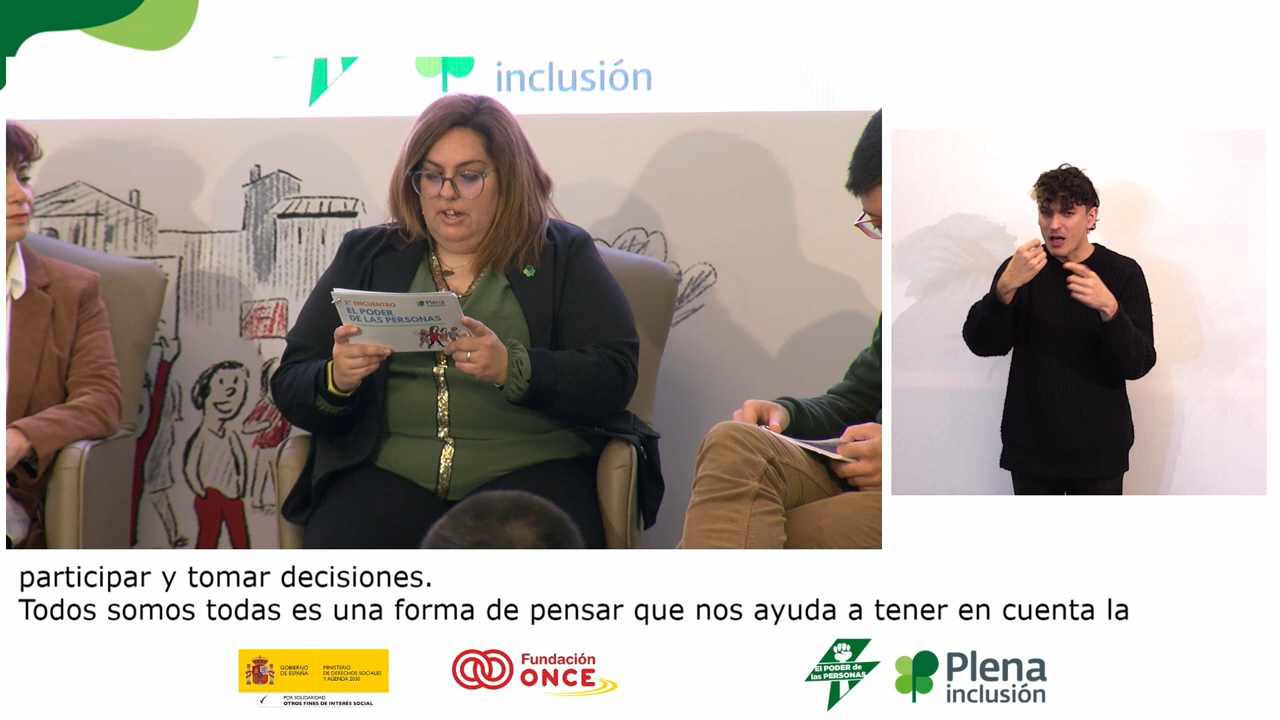 inclusión
2º ENCUENTRO
EL PODER
DE LAS PERSONAS
Plena
participar y tomar decisiones.
Todos somos todas es una forma de pensar que nos ayuda a tener en cuenta la
GOBIERNO
DE ESPAÑA
MINISTERIO
DE DERECHOS SOCIALES
Y AGENDA 2030
POR SOLIDARIDAD
OTROS FINES DE INTERÉS SOCIAL
Fundación
ONCE
EL PODER de
las PERSONAS
Plena
inclusión